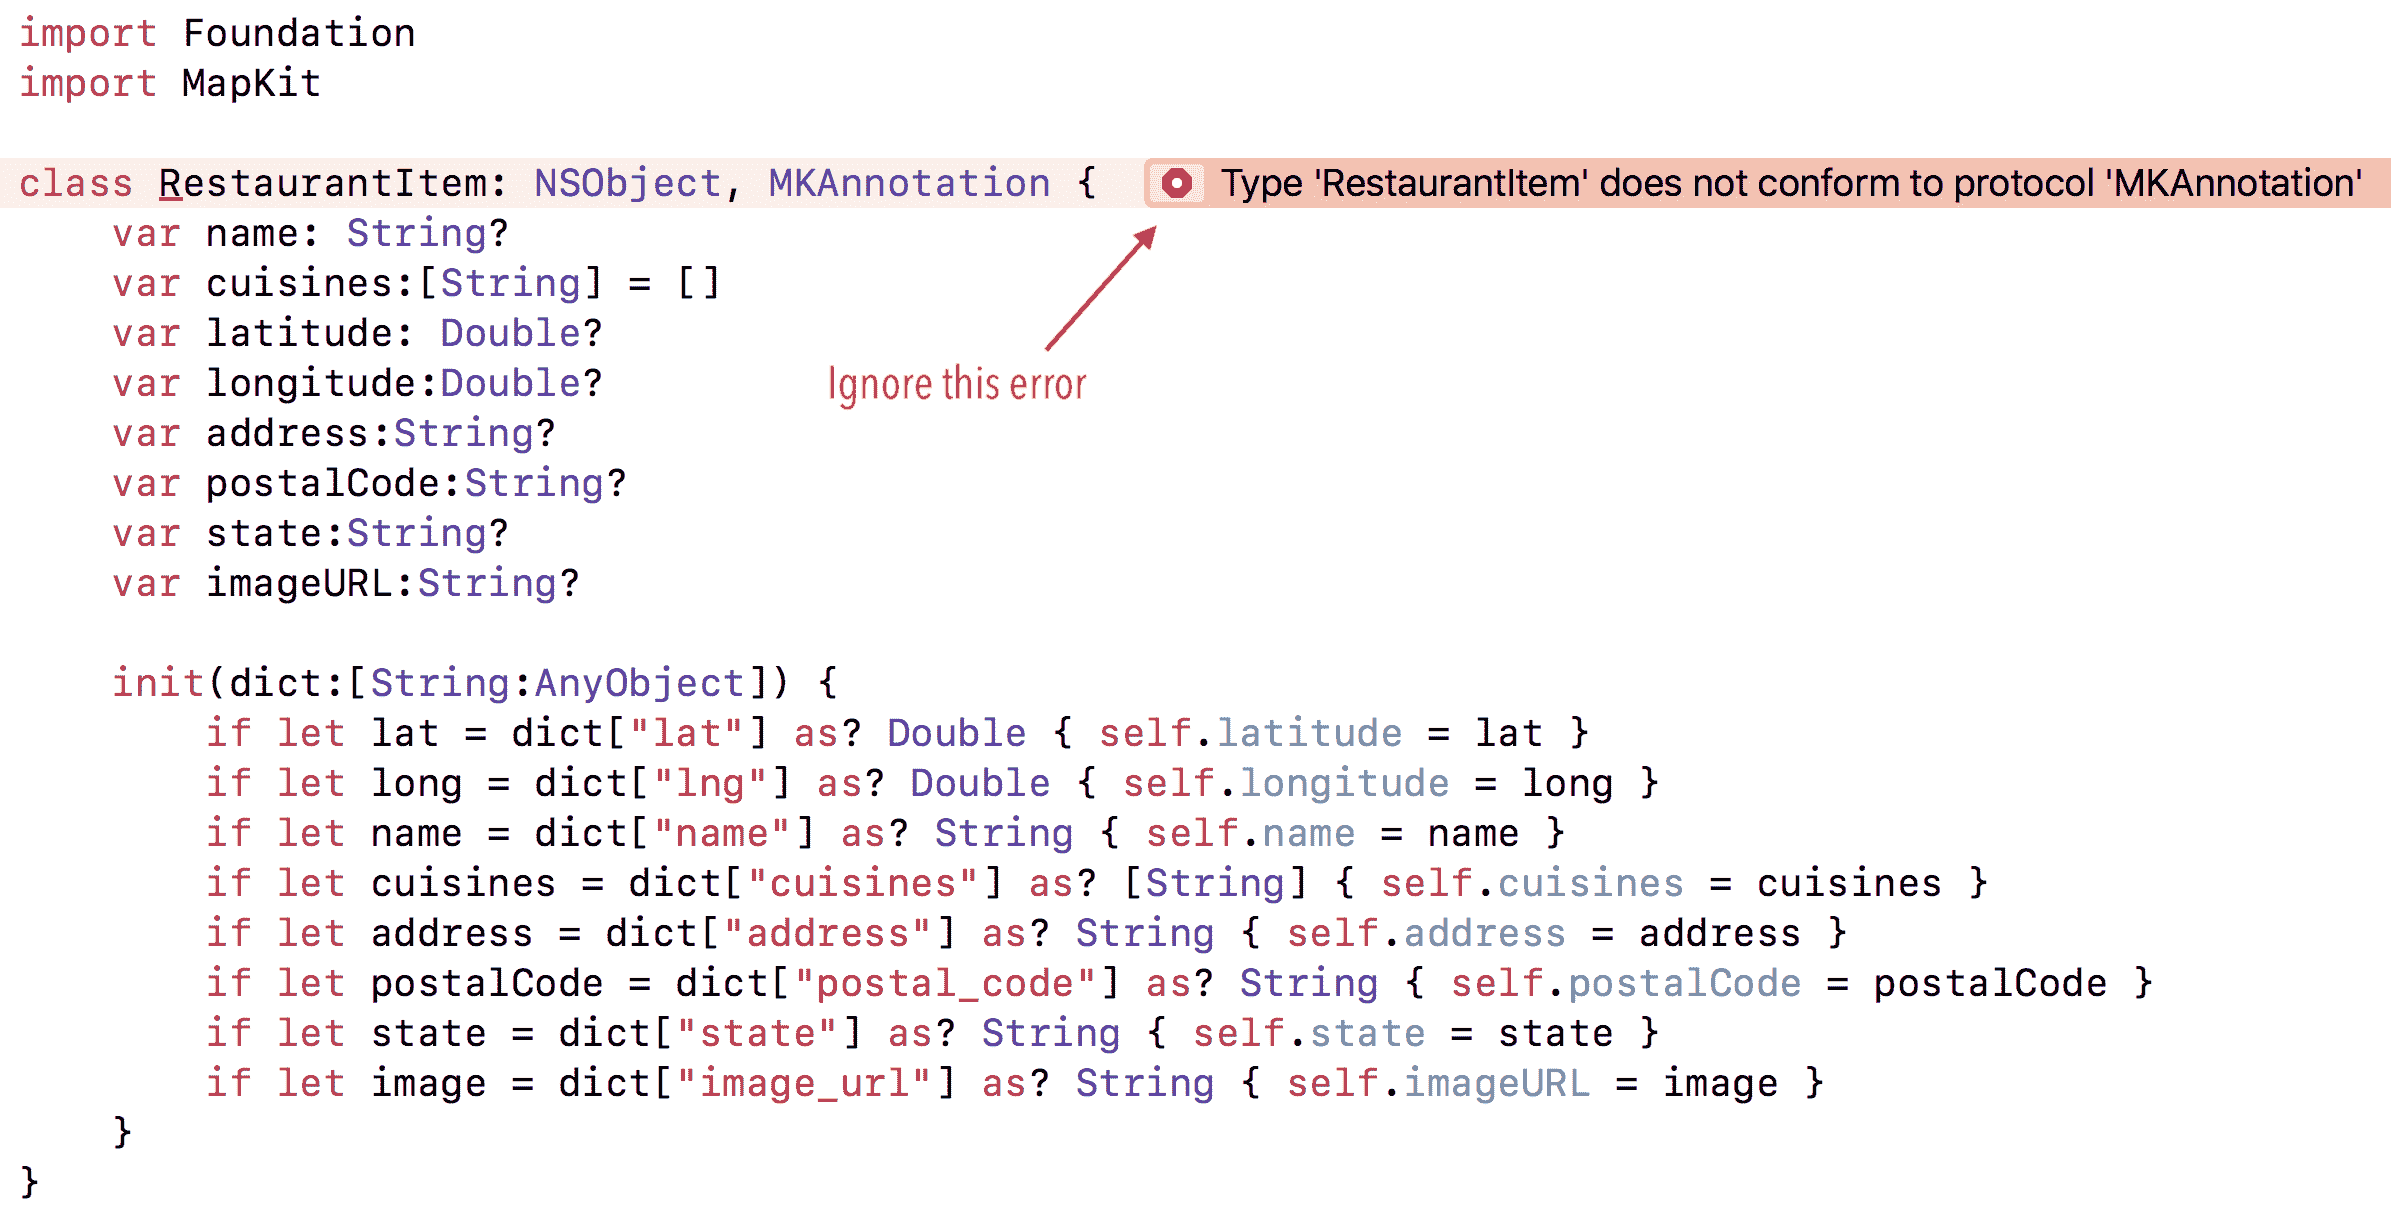 import Foundation
import MapKit
class RestaurantItem: NSObject, MKAnnotation { Type 'RestaurantItem' does not conform to protocol 'MKAnnotation'
var name: String?
var cuisines:[String] = []
var latitude: Double?
var longitude:Double?
Ignore this error
var address:String?
var postalCode:String?
var state:String?
var imageURL:String?
init(dict:[String:AnyObject]) {
if let lat = dict["lat"] as? Double { self.latitude = lat }
if let long = dict["lng"] as? Double { self.longitude = long }
if let name = dict["name"] as? String { self.name = name }
if let cuisines = dict["cuisines"] as? [String] { self.cuisines = cuisines }
if let address = dict["address"] as? String { self.address = address }
if let postalCode = dict["postal_code"] as? String { self.postalCode = postalCode }
if let state = dict["state"] as? String { self.state = state }
if let image = dict["image_url"] as? String { self.imageURL = image }
}
}